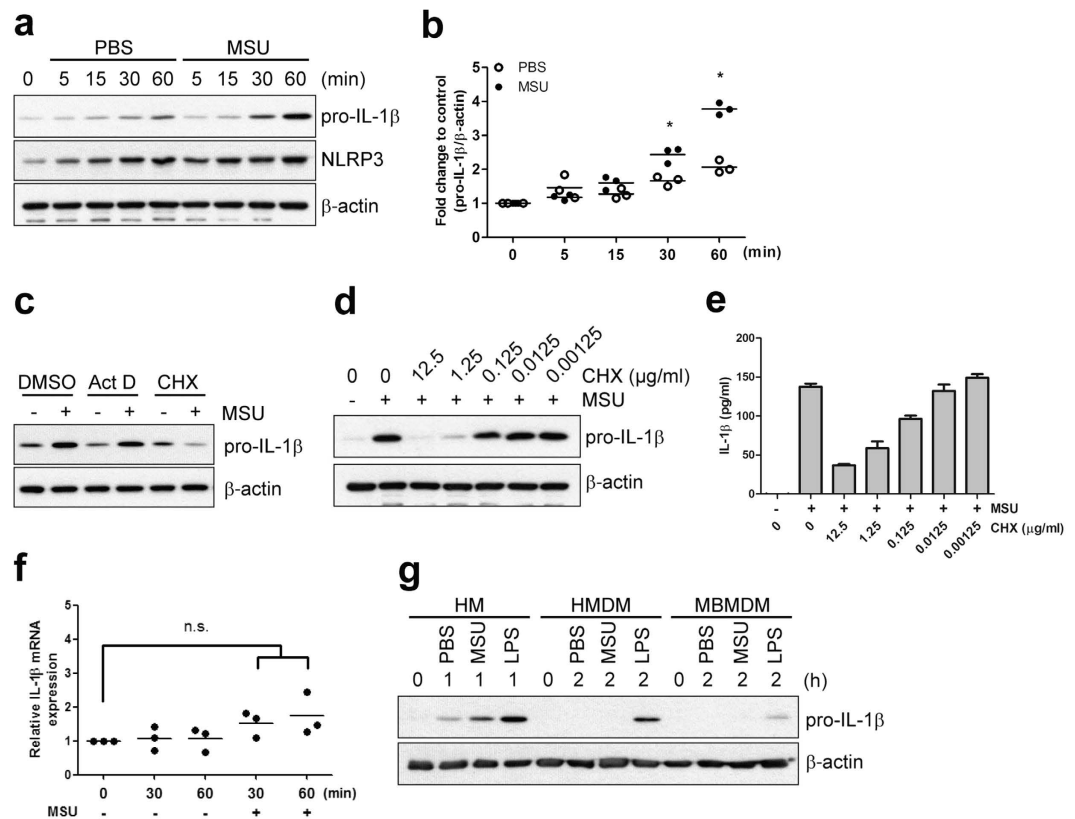 a
PBS MSU
0 5 15 30 60 5 15 30 60 (min)
pro-IL-1β
NLRP3
β-actin
b
PBS
MSU
Fold change to control
(pro-IL-1β/β-actin)
5
4
3
2
1
0
* *
0 5 15 30 60 (min)
c
DMSO Act D CHX
- + - + - + MSU
pro-IL-1β
β-actin
d
0 0 12.5 1.25 0.125 0.0125 0.00125 CHX (μg/ml)
- + + + + + + MSU
pro-IL-1β
β-actin
e
IL-1β (pg/ml)
150
100
50
0
- + + + + + + MSU
0 0 12.5 1.25 0.125 0.0125 0.00125 CHX (μg/ml)
f
Relative IL-1β mRNA
expression
5
4
3
2
1
0
n.s.
0 30 60 30 60 (min)
MSU - - - + +
g
HM HMDM MBMDM
0 PBS MSU LPS 0 PBS MSU LPS 0 PBS MSU LPS
1 1 1 2 2 2 2 2 2 (h)
pro-IL-1β
β-actin